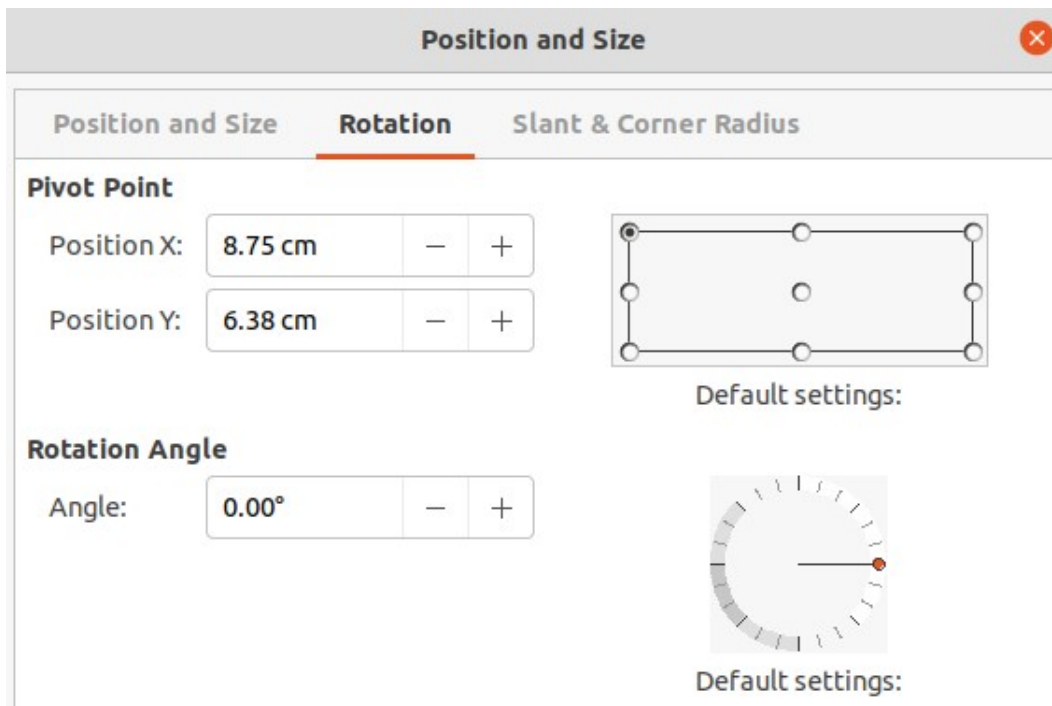 Position and Size
Position and Size Rotation Slant & Corner Radius
Pivot Point
Position X: 8.75 cm − +
Position Y: 6.38 cm − +
Default settings:
Rotation Angle
Angle: 0.00° − +
Default settings: